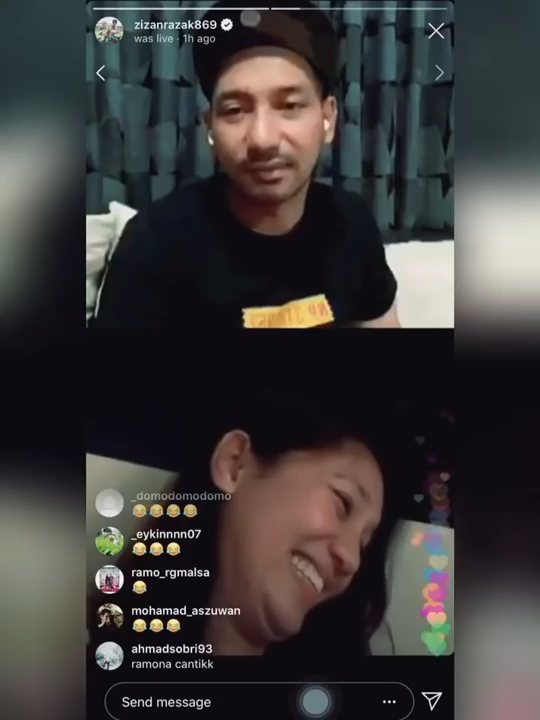 zizanrazak869
was live · 1h ago
_domodomodomo
😂😂😂😂
_eykinnnn07
😂😂😂
ramo_rgmalsa
😂
mohamad_aszuwan
😂😂😂
ahmadsobri93
ramona cantikk
Send message